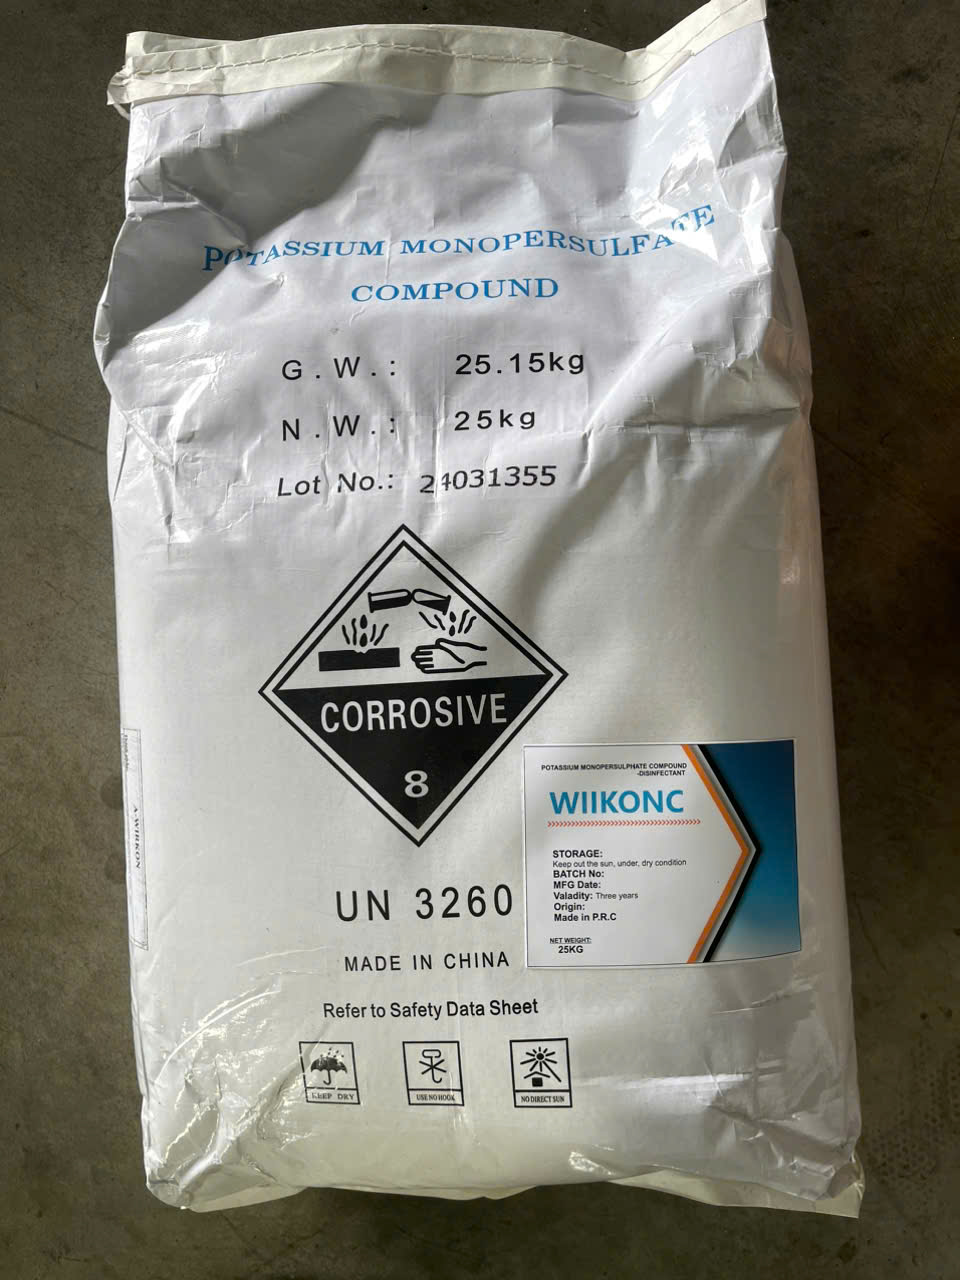 POTASSIUM MONOPERSULFATE
COMPOUND
G.W.: 25.15kg
N.W.: 25kg
Lot No.: 24031355
CORROSIVE
8
UN 3260
MADE IN CHINA
Refer to Safety Data Sheet
KEEP DRY
USE NO HOOK
NO DIRECT SUN
POTASSIUM MONOPERSULPHATE COMPOUND
-DISINFECTANT
WIIKONC
STORAGE:
Keep out the sun, under, dry condition
BATCH No:
MFG Date:
Valadity: Three years
Origin:
Made in P.R.C
NET WEIGHT:
25KG
A-WIRKON